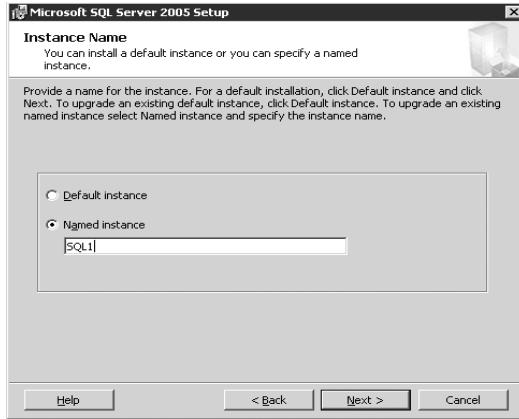 Microsoft SQL Server 2005 Setup
Instance Name
You can install a default instance or you can specify a named
instance.
Provide a name for the instance. For a default installation, click Default instance and click
Next. To upgrade an existing default instance, click Default instance. To upgrade an existing
named instance select Named instance and specify the instance name.
Default instance
Named instance
SQL1
Help
< Back
Next >
Cancel